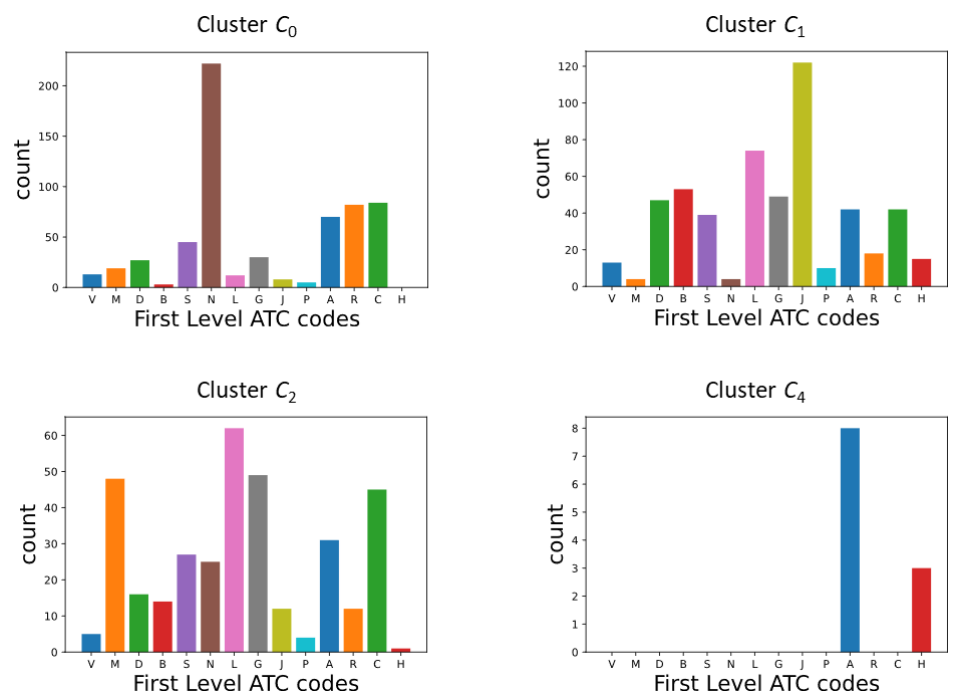 Cluster C0
200
150
100
50
0
count
V M D B S N L G J P A R C H
First Level ATC codes
Cluster C1
120
100
80
60
40
20
0
count
V M D B S N L G J P A R C H
First Level ATC codes
Cluster C2
60
50
40
30
20
10
0
count
V M D B S N L G J P A R C H
First Level ATC codes
Cluster C4
8
7
6
5
4
3
2
1
0
count
V M D B S N L G J P A R C H
First Level ATC codes